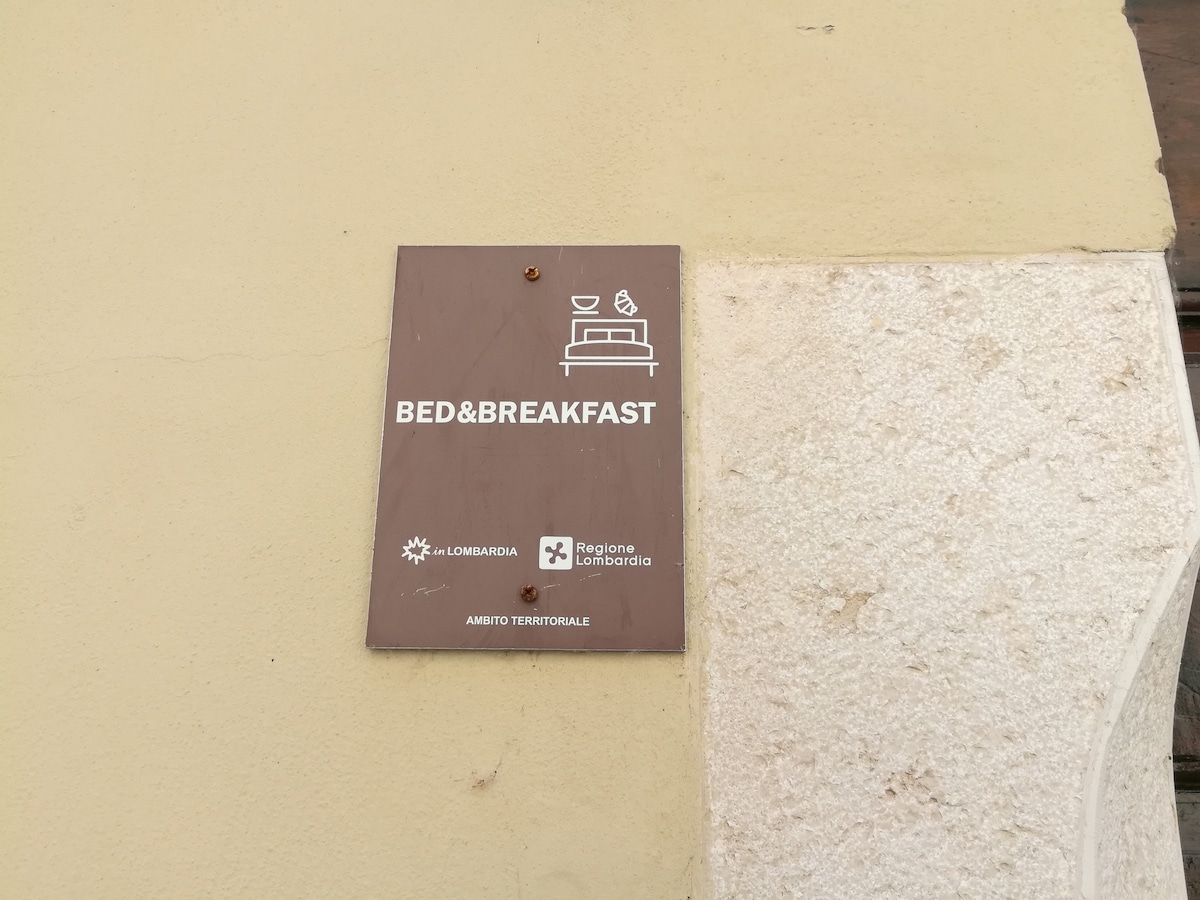 BED&BREAKFAST
in LOMBARDIA
Regione
Lombardia
AMBITO TERRITORIALE